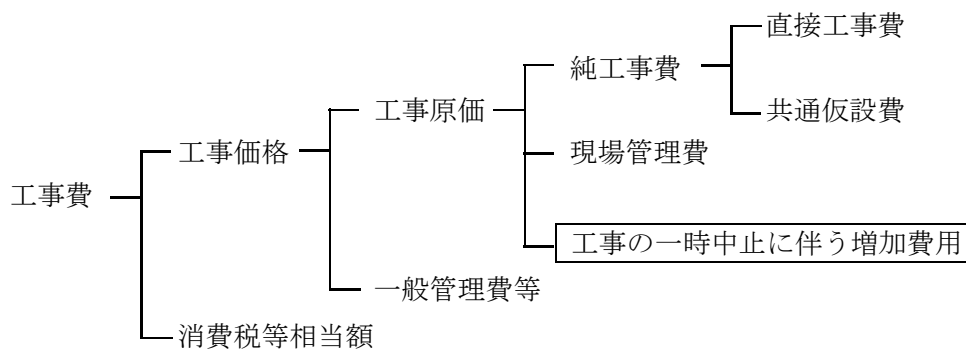 直接工事費
純工事費
工事原価
共通仮設費
工事価格
現場管理費
工事費
工事の一時中止に伴う増加費用
一般管理費等
消費税等相当額